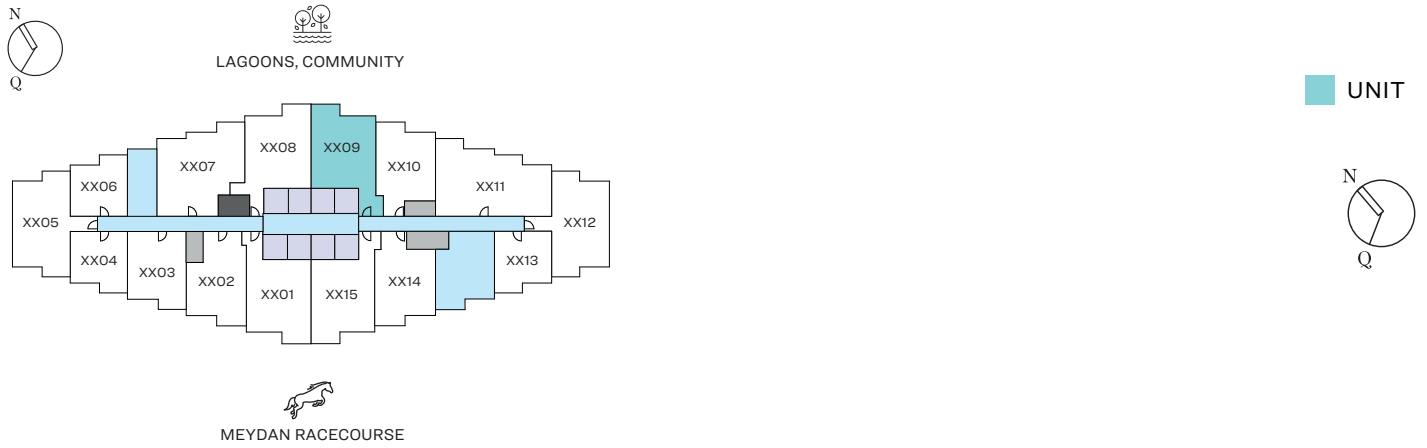 N
Q
LAGOONS, COMMUNITY
UNIT
N
Q
XX08
XX09
XX07
XX10
XX06
XX11
XX05
XX12
XX04
XX03
XX02
XX01
XX15
XX14
XX13
MEYDAN RACECOURSE